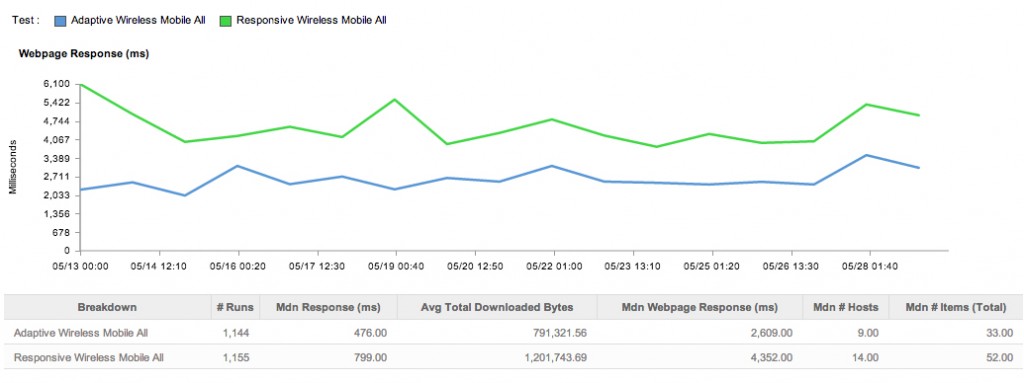 Test : Adaptive Wireless Mobile All Responsive Wireless Mobile All
Webpage Response (ms)
6,100
5,422
4,744
4,067
3,389
2,711
2,033
1,356
678
0
Milliseconds
05/13 00:00 05/14 12:10 05/16 00:20 05/17 12:30 05/19 00:40 05/20 12:50 05/22 01:00 05/23 13:10 05/25 01:20 05/26 13:30 05/28 01:40
Breakdown # Runs Mdn Response (ms) Avg Total Downloaded Bytes Mdn Webpage Response (ms) Mdn # Hosts Mdn # Items (Total)
Adaptive Wireless Mobile All 1,144 476.00 791,321.56 2,609.00 9.00 33.00
Responsive Wireless Mobile All 1,155 799.00 1,201,743.69 4,352.00 14.00 52.00